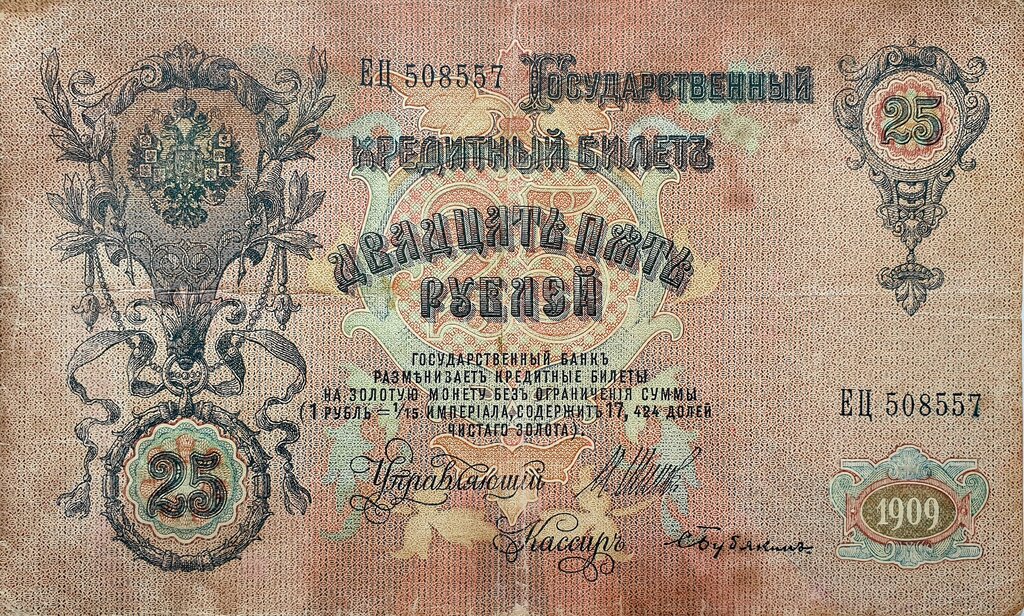 ЕЦ 508557
Государственный
25
кредитный билетъ
Двадцать пять
рублей
ГОСУДАРСТВЕННЫЙ БАНКЪ
РАЗМѢНИВАЕТЪ КРЕДИТНЫЕ БИЛЕТЫ
НА ЗОЛОТУЮ МОНЕТУ БЕЗЪ ОГРАНИЧЕНІЯ СУММЫ
(1 РУБЛЬ = 1/15 ИМПЕРІАЛА, СОДЕРЖИТЪ 17, 424 ДОЛЕЙ
ЧИСТАГО ЗОЛОТА).
ЕЦ 508557
25
Управляющій
1909
Кассиръ